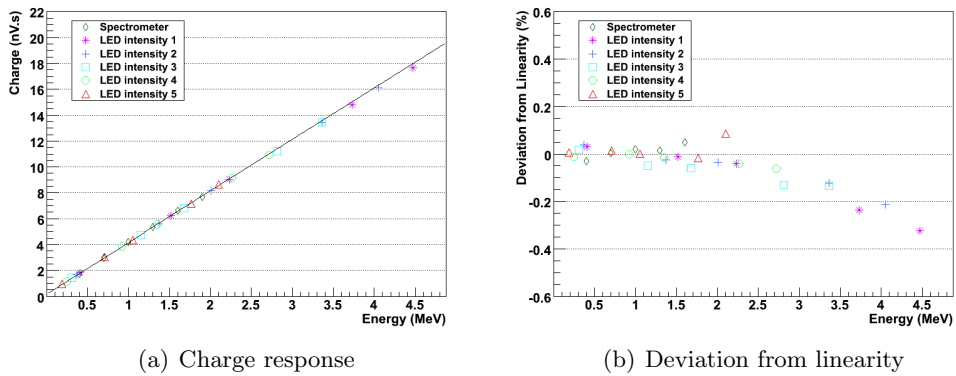 Charge (nV.s)
22
20
18
16
14
12
10
8
6
4
2
0
Spectrometer
LED intensity 1
LED intensity 2
LED intensity 3
LED intensity 4
LED intensity 5
0.5 1 1.5 2 2.5 3 3.5 4 4.5
Energy (MeV)
(a) Charge response
Deviation from Linearity (%)
0.6
0.4
0.2
0
-0.2
-0.4
-0.6
Spectrometer
LED intensity 1
LED intensity 2
LED intensity 3
LED intensity 4
LED intensity 5
0.5 1 1.5 2 2.5 3 3.5 4 4.5
Energy (MeV)
(b) Deviation from linearity